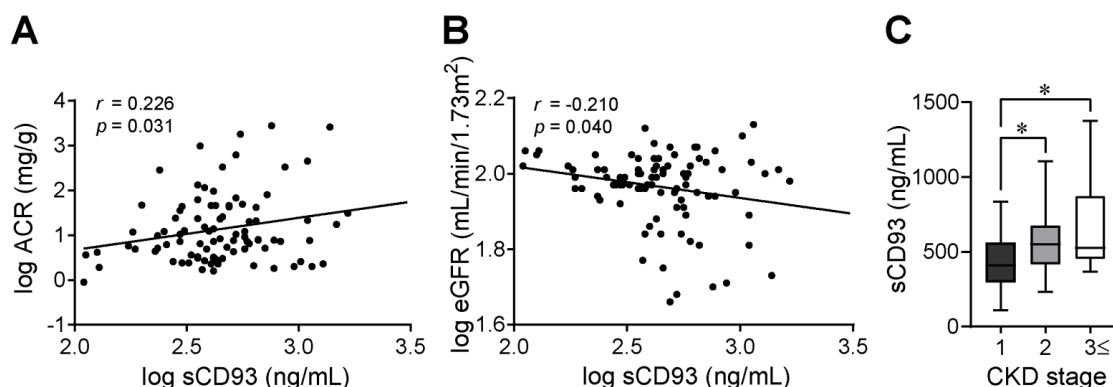 A
r = 0.226
p = 0.031
log ACR (mg/g)
4
3
2
1
0
-1
2.0 2.5 3.0 3.5
log sCD93 (ng/mL)
B
r = -0.210
p = 0.040
log eGFR (mL/min/1.73m²)
2.2
2.0
1.8
1.6
2.0 2.5 3.0 3.5
log sCD93 (ng/mL)
C
*
*
sCD93 (ng/mL)
1500
1000
500
0
1 2 3≤
CKD stage